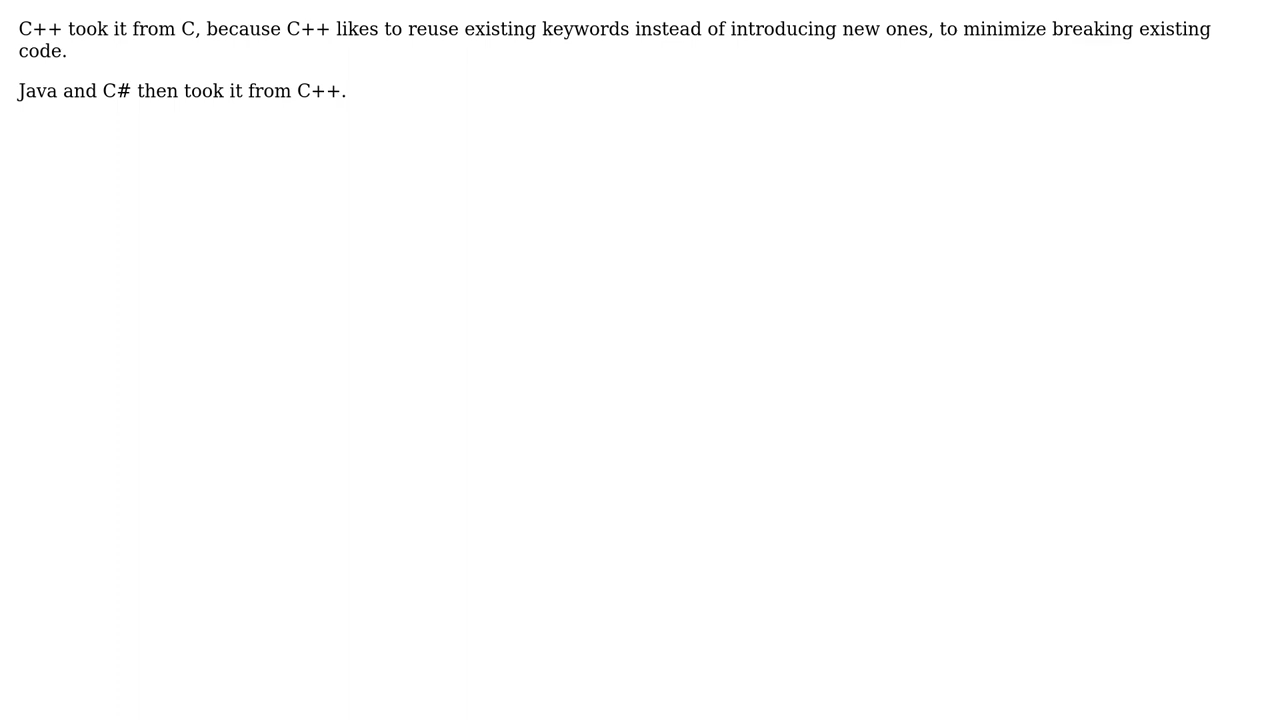 C++ took it from C, because C++ likes to reuse existing keywords instead of introducing new ones, to minimize breaking existing
code.
Java and C# then took it from C++.